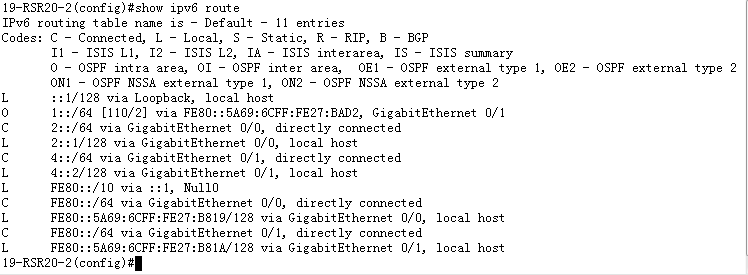 19-RSR20-2(config)#show ipv6 route
IPv6 routing table name is - Default - 11 entries
Codes: C - Connected, L - Local, S - Static, R - RIP, B - BGP
I1 - ISIS L1, I2 - ISIS L2, IA - ISIS interarea, IS - ISIS summary
O - OSPF intra area, OI - OSPF inter area, OE1 - OSPF external type 1, OE2 - OSPF external type 2
ON1 - OSPF NSSA external type 1, ON2 - OSPF NSSA external type 2
L ::1/128 via Loopback, local host
O 1::/64 [110/2] via FE80::5A69:6CFF:FE27:BAD2, GigabitEthernet 0/1
C 2::/64 via GigabitEthernet 0/0, directly connected
L 2::1/128 via GigabitEthernet 0/0, local host
C 4::/64 via GigabitEthernet 0/1, directly connected
L 4::2/128 via GigabitEthernet 0/1, local host
L FE80::/10 via ::1, Null0
C FE80::/64 via GigabitEthernet 0/0, directly connected
L FE80::5A69:6CFF:FE27:B819/128 via GigabitEthernet 0/0, local host
C FE80::/64 via GigabitEthernet 0/1, directly connected
L FE80::5A69:6CFF:FE27:B81A/128 via GigabitEthernet 0/1, local host
19-RSR20-2(config)#